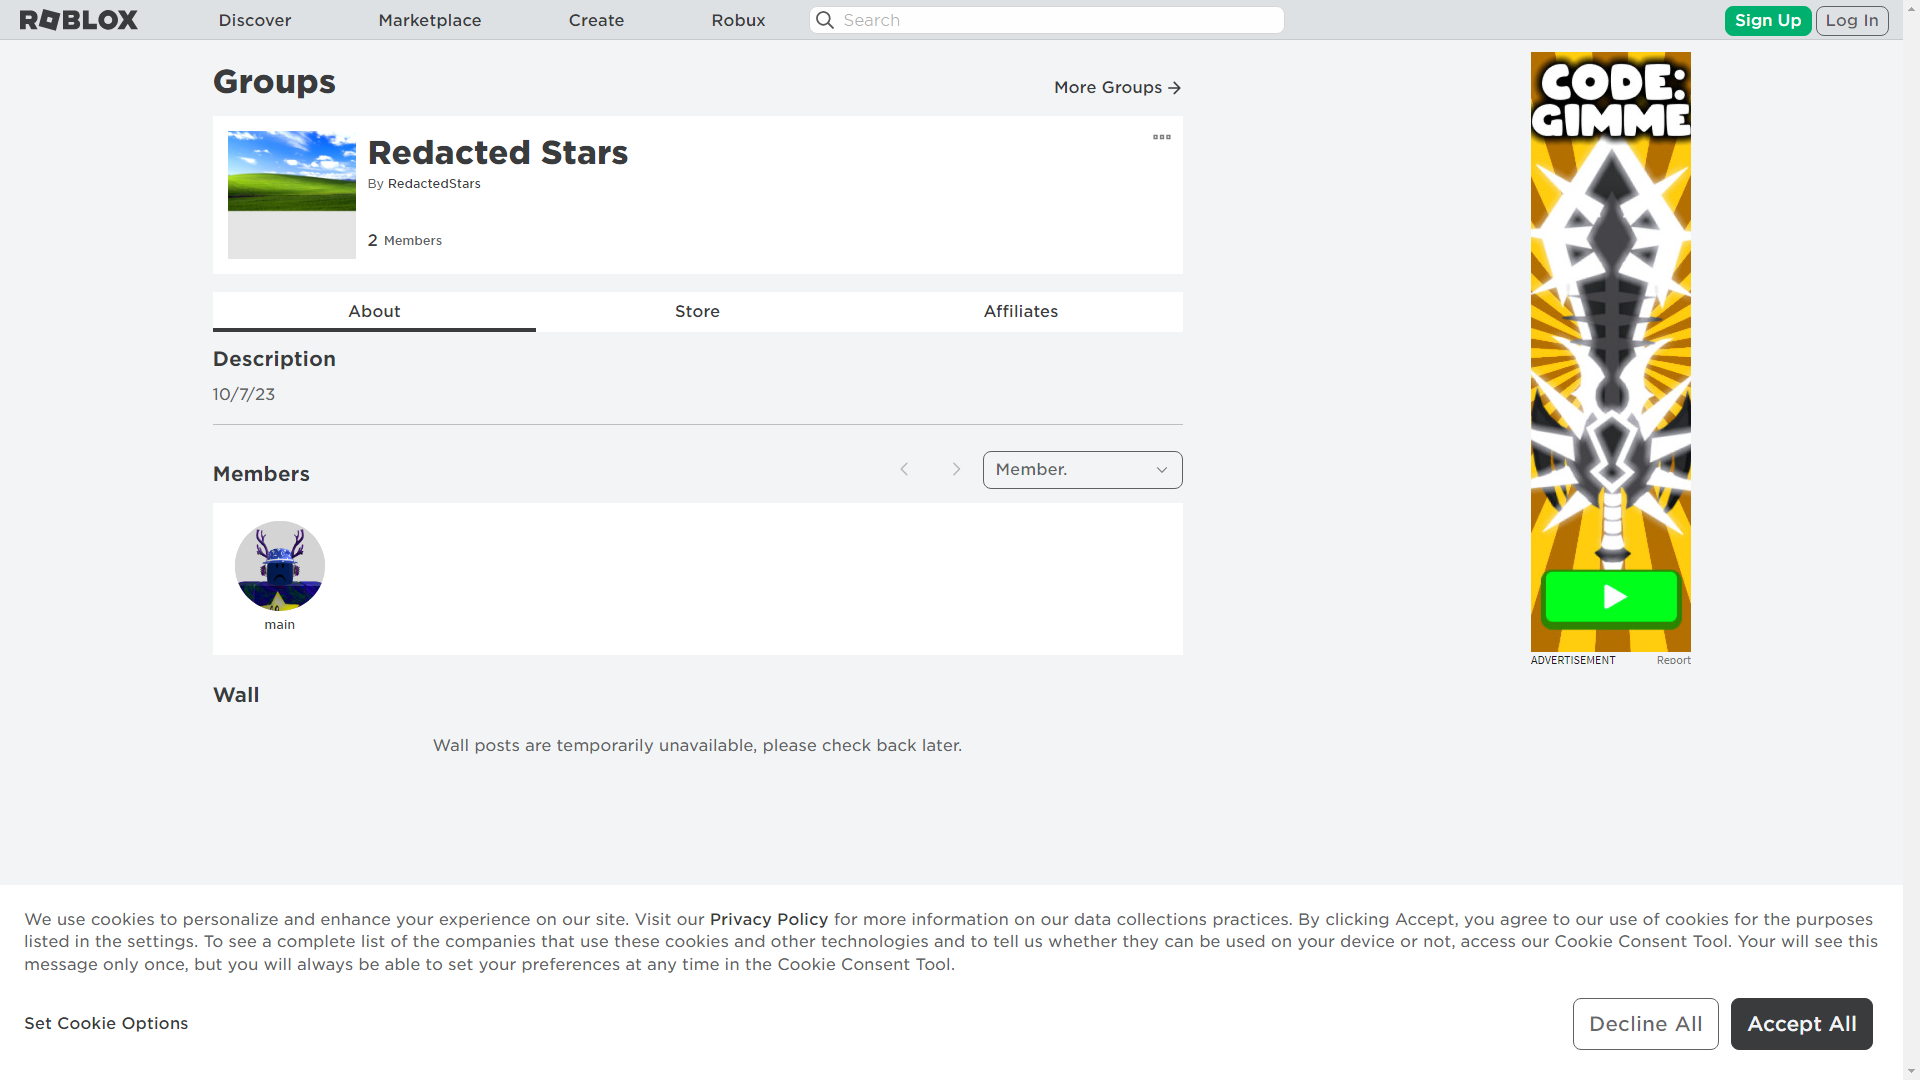 ROBLOX
Discover
Marketplace
Create
Robux
Search
Sign Up
Log In
Groups
More Groups
Redacted Stars
By RedactedStars
2 Members
About
Store
Affiliates
Description
10/7/23
Members
Member.
main
Wall
Wall posts are temporarily unavailable, please check back later.
CODE:
GIMME
ADVERTISEMENT
Report
We use cookies to personalize and enhance your experience on our site. Visit our Privacy Policy for more information on our data collections practices. By clicking Accept, you agree to our use of cookies for the purposes
listed in the settings. To see a complete list of the companies that use these cookies and other technologies and to tell us whether they can be used on your device or not, access our Cookie Consent Tool. Your will see this
message only once, but you will always be able to set your preferences at any time in the Cookie Consent Tool.
Set Cookie Options
Decline All
Accept All